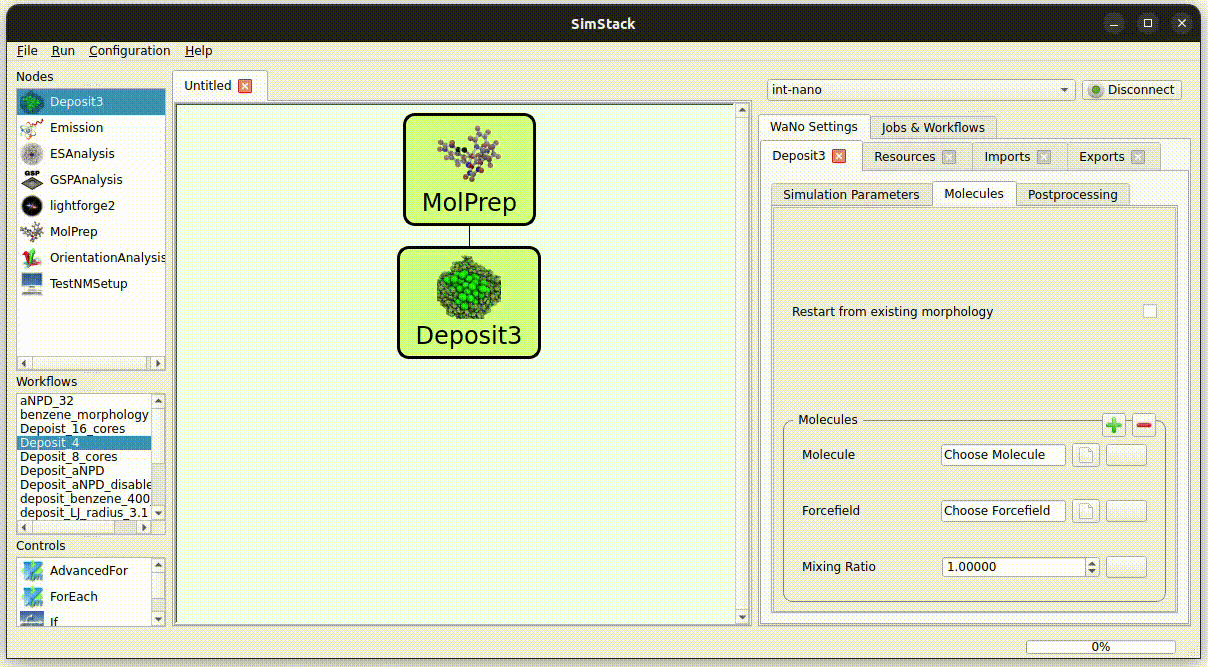 SimStack
File Run Configuration Help
Nodes
Deposit3
Emission
ESAnalysis
GSP
GSPAnalysis
lightforge2
MolPrep
OrientationAnalysis
TestNMSetup
Workflows
aNPD_32
benzene_morphology
Depoist_16_cores
Deposit_4
Deposit_8_cores
Deposit_aNPD
Deposit_aNPD_disable
deposit_benzene_400
deposit_LJ_radius_3.1
Controls
AdvancedFor
ForEach
If
Untitled
MolPrep
Deposit3
int-nano
Disconnect
WaNo Settings Jobs & Workflows
Deposit3 Resources Imports Exports
Simulation Parameters Molecules Postprocessing
Restart from existing morphology
Molecules
Molecule Choose Molecule
Forcefield Choose Forcefield
Mixing Ratio 1.00000
0%